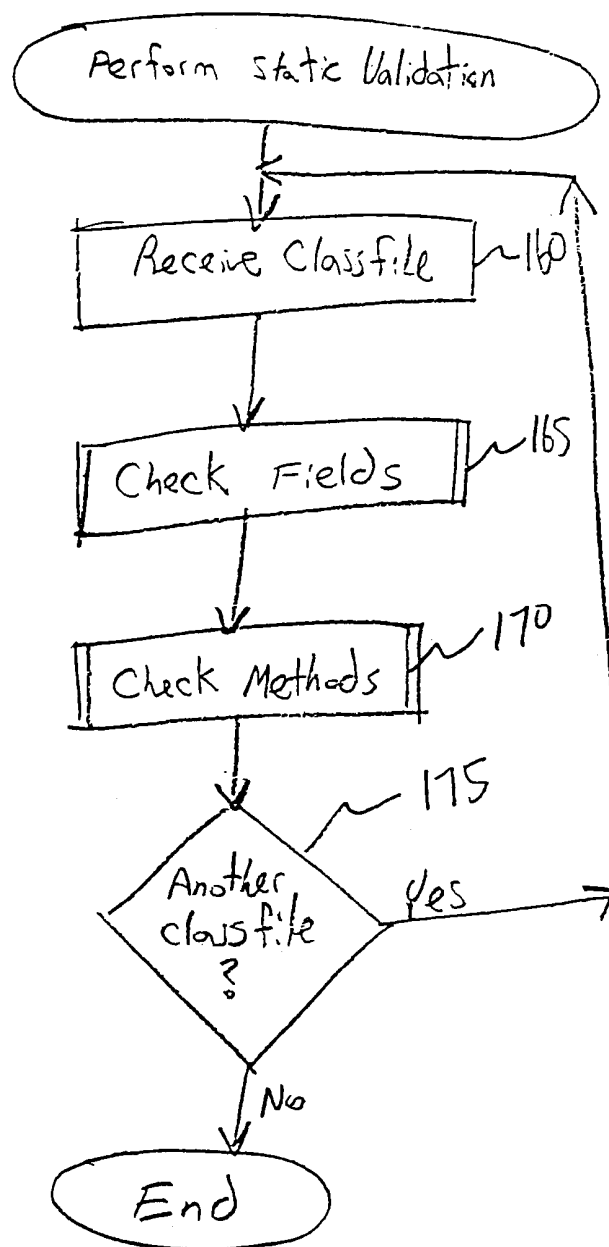 Perform Static Validation
Receive Classfile
160
Check Fields
165
Check Methods
170
175
Another
classfile
?
Yes
No
End